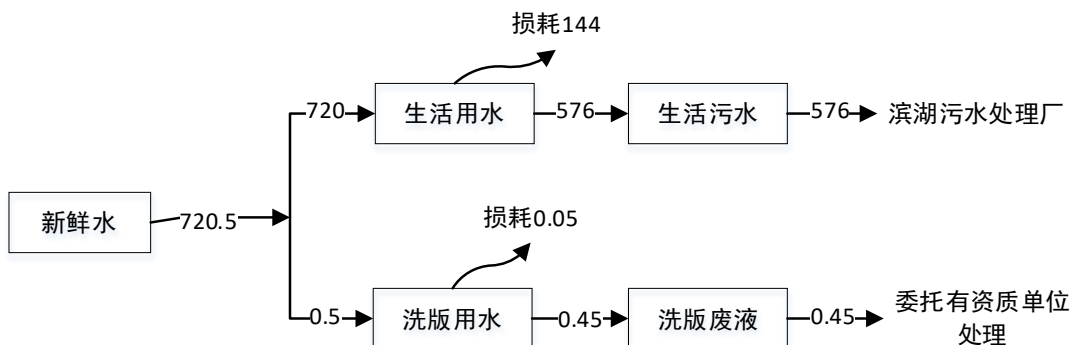 损耗144
720
生活用水
576
生活污水
576
滨湖污水处理厂
新鲜水
720.5
损耗0.05
0.5
洗版用水
0.45
洗版废液
0.45
委托有资质单位
处理